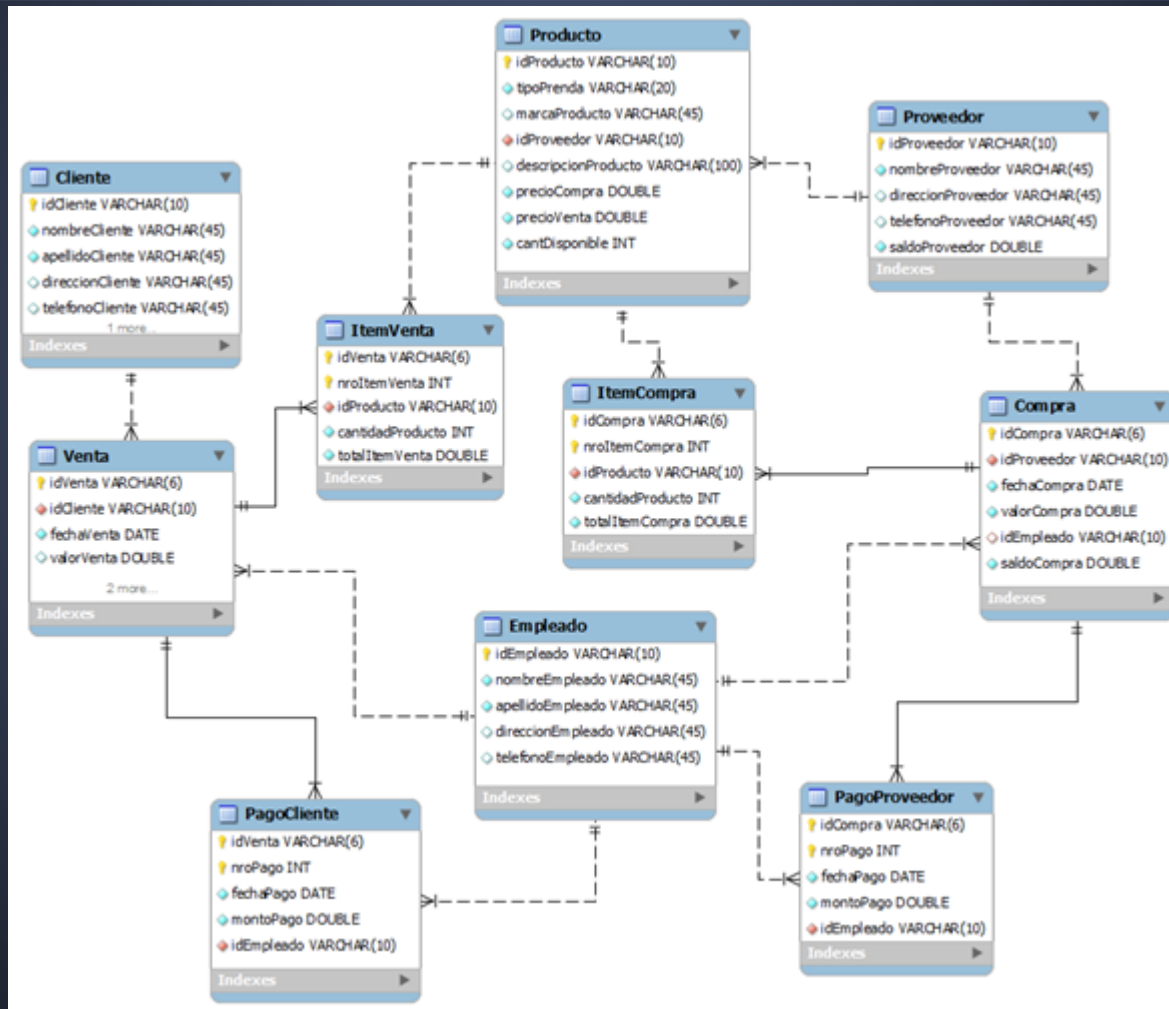 Producto
idProducto VARCHAR(10)
tipoPrenda VARCHAR(20)
marcaProducto VARCHAR(45)
idProveedor VARCHAR(10)
descripcionProducto VARCHAR(100)
precioCompra DOUBLE
precioVenta DOUBLE
cantDisponible INT
Indexes
Proveedor
idProveedor VARCHAR(10)
nombreProveedor VARCHAR(45)
direccionProveedor VARCHAR(45)
telefonoProveedor VARCHAR(45)
saldoProveedor DOUBLE
Indexes
Cliente
idCliente VARCHAR(10)
nombreCliente VARCHAR(45)
apellidoCliente VARCHAR(45)
direccionCliente VARCHAR(45)
telefonoCliente VARCHAR(45)
1 more...
Indexes
ItemVenta
idVenta VARCHAR(6)
nroItemVenta INT
idProducto VARCHAR(10)
cantidadProducto INT
totalItemVenta DOUBLE
Indexes
ItemCompra
idCompra VARCHAR(6)
nroItemCompra INT
idProducto VARCHAR(10)
cantidadProducto INT
totalItemCompra DOUBLE
Indexes
Compra
idCompra VARCHAR(6)
idProveedor VARCHAR(10)
fechaCompra DATE
valorCompra DOUBLE
idEmpleado VARCHAR(10)
saldoCompra DOUBLE
Indexes
Venta
idVenta VARCHAR(6)
idCliente VARCHAR(10)
fechaVenta DATE
valorVenta DOUBLE
2 more...
Indexes
Empleado
idEmpleado VARCHAR(10)
nombreEmpleado VARCHAR(45)
apellidoEmpleado VARCHAR(45)
direccionEmpleado VARCHAR(45)
telefonoEmpleado VARCHAR(45)
Indexes
PagoCliente
idVenta VARCHAR(6)
nroPago INT
fechaPago DATE
montoPago DOUBLE
idEmpleado VARCHAR(10)
Indexes
PagoProveedor
idCompra VARCHAR(6)
nroPago INT
fechaPago DATE
montoPago DOUBLE
idEmpleado VARCHAR(10)
Indexes